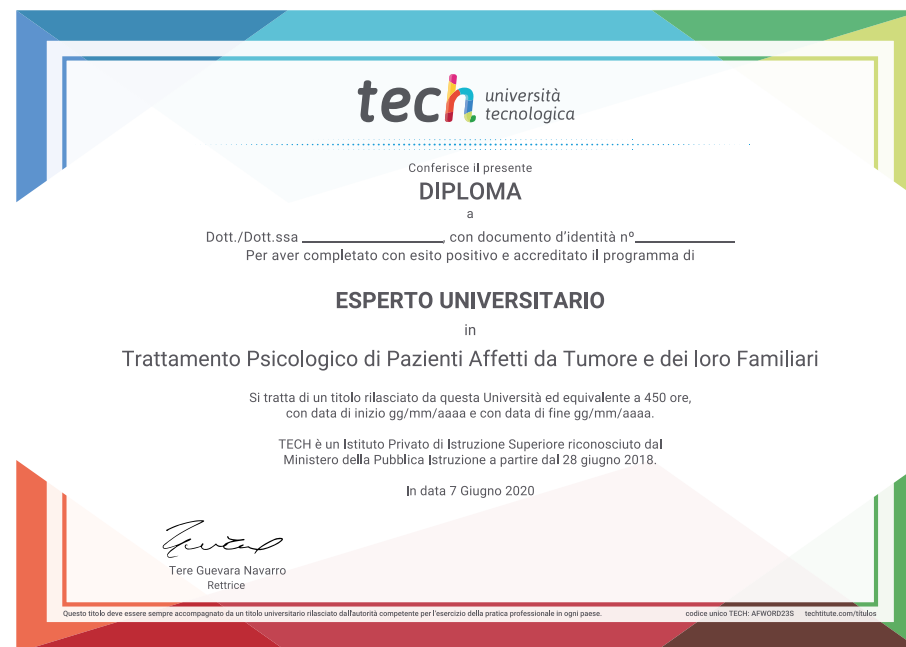 tech università
tecnologica
Conferisce il presente
DIPLOMA
a
Dott./Dott.ssa ____________________, con documento d'identità nº______________
Per aver completato con esito positivo e accreditato il programma di
ESPERTO UNIVERSITARIO
in
Trattamento Psicologico di Pazienti Affetti da Tumore e dei loro Familiari
Si tratta di un titolo rilasciato da questa Università ed equivalente a 450 ore,
con data di inizio gg/mm/aaaa e con data di fine gg/mm/aaaa.
TECH è un Istituto Privato di Istruzione Superiore riconosciuto dal
Ministero della Pubblica Istruzione a partire dal 28 giugno 2018.
In data 7 Giugno 2020
Tere Guevara Navarro
Rettrice
Questo titolo deve essere sempre accompagnato da un titolo universitario rilasciato dall'autorità competente per l'esercizio della pratica professionale in ogni paese. codice unico TECH: AFWORD23S techtitute.com/titulos